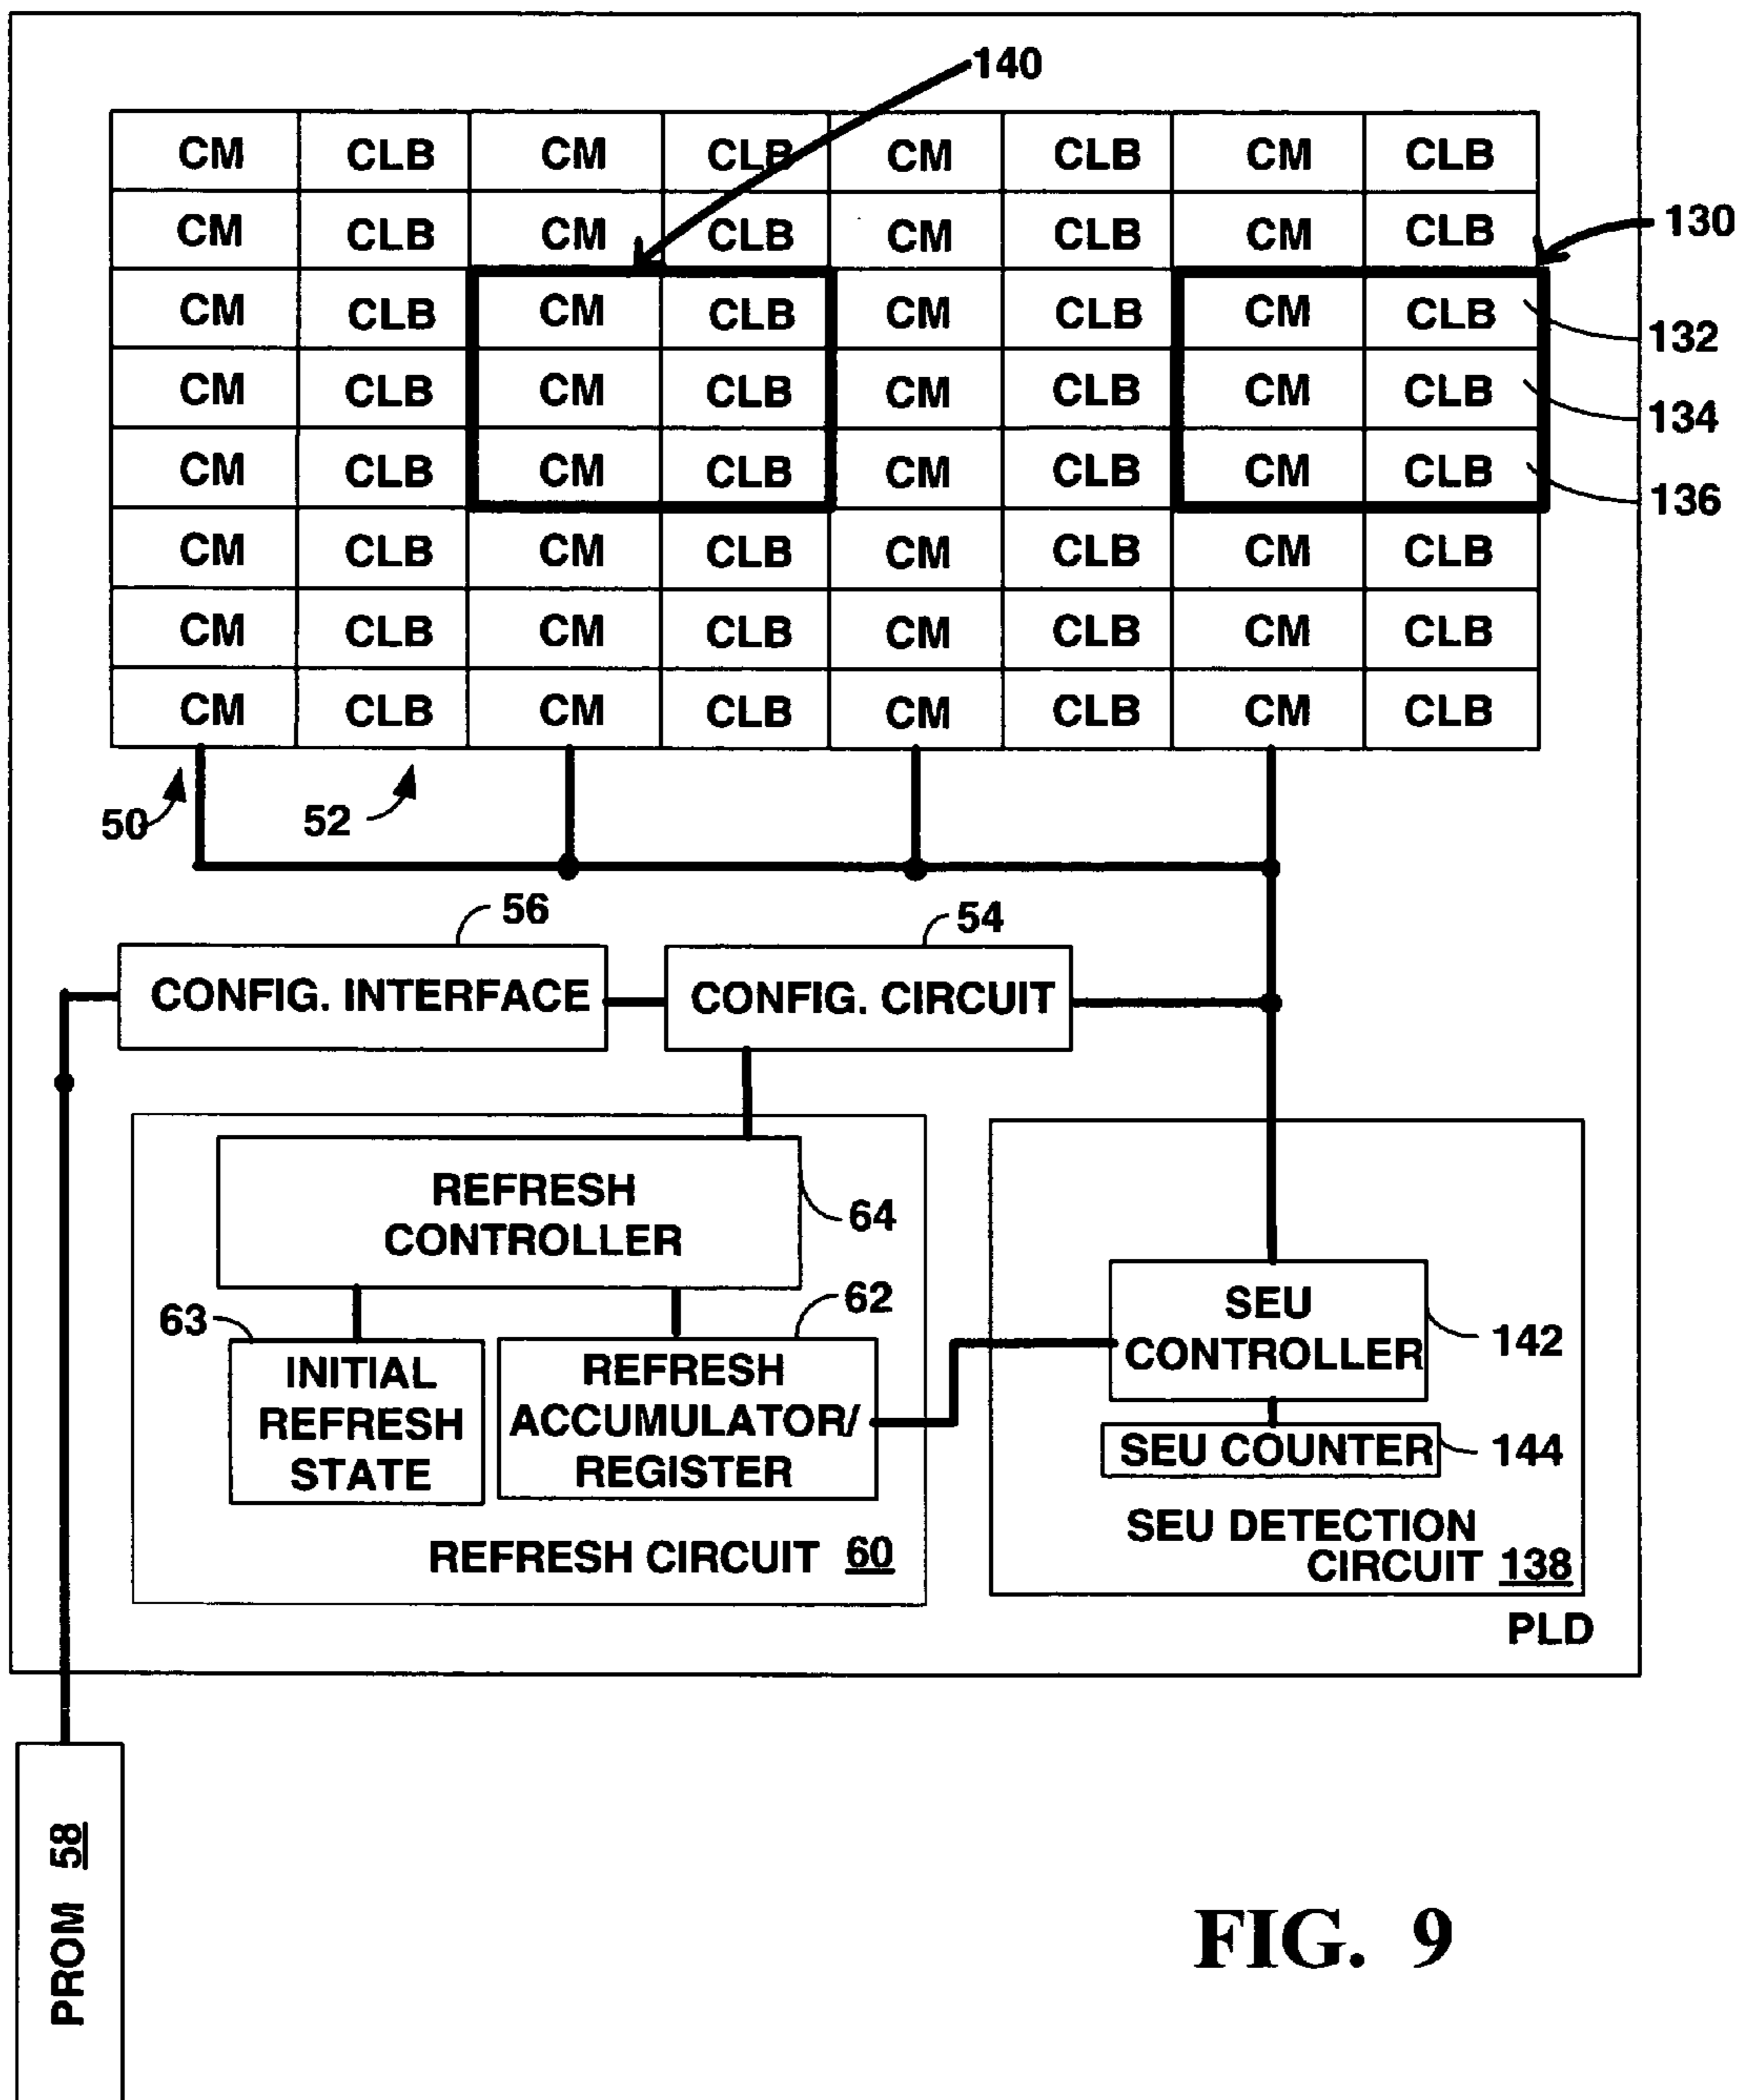 140
CM CLB CM CLB CM CLB CM CLB
CM CLB CM CLB CM CLB CM CLB
130
CM CLB CM CLB CM CLB CM CLB
132
CM CLB CM CLB CM CLB CM CLB
134
CM CLB CM CLB CM CLB CM CLB
136
CM CLB CM CLB CM CLB CM CLB
CM CLB CM CLB CM CLB CM CLB
CM CLB CM CLB CM CLB CM CLB
50
52
56
54
CONFIG. INTERFACE
CONFIG. CIRCUIT
REFRESH
CONTROLLER
64
63
62
INITIAL
REFRESH
STATE
REFRESH
ACCUMULATOR/
REGISTER
REFRESH CIRCUIT 60
SEU
CONTROLLER
142
SEU COUNTER
144
SEU DETECTION
CIRCUIT 138
PLD
PROM 58
FIG. 9